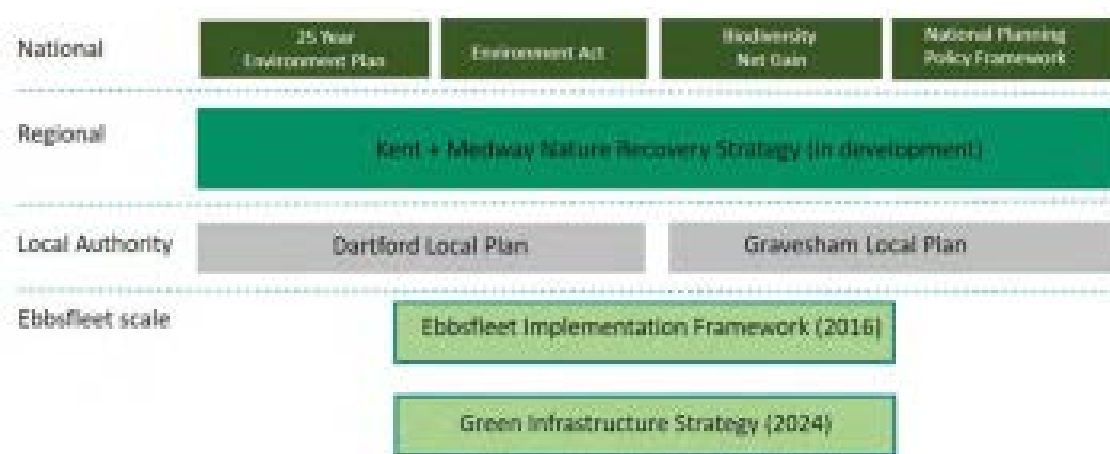 National
25 Year
Environment Plan
Environment Act
Biodiversity
Net Gain
National Planning
Policy Framework
Regional
Kent + Medway Nature Recovery Strategy (in development)
Local Authority
Dartford Local Plan
Gravesham Local Plan
Ebbsfleet scale
Ebbsfleet Implementation Framework (2016)
Green Infrastructure Strategy (2024)